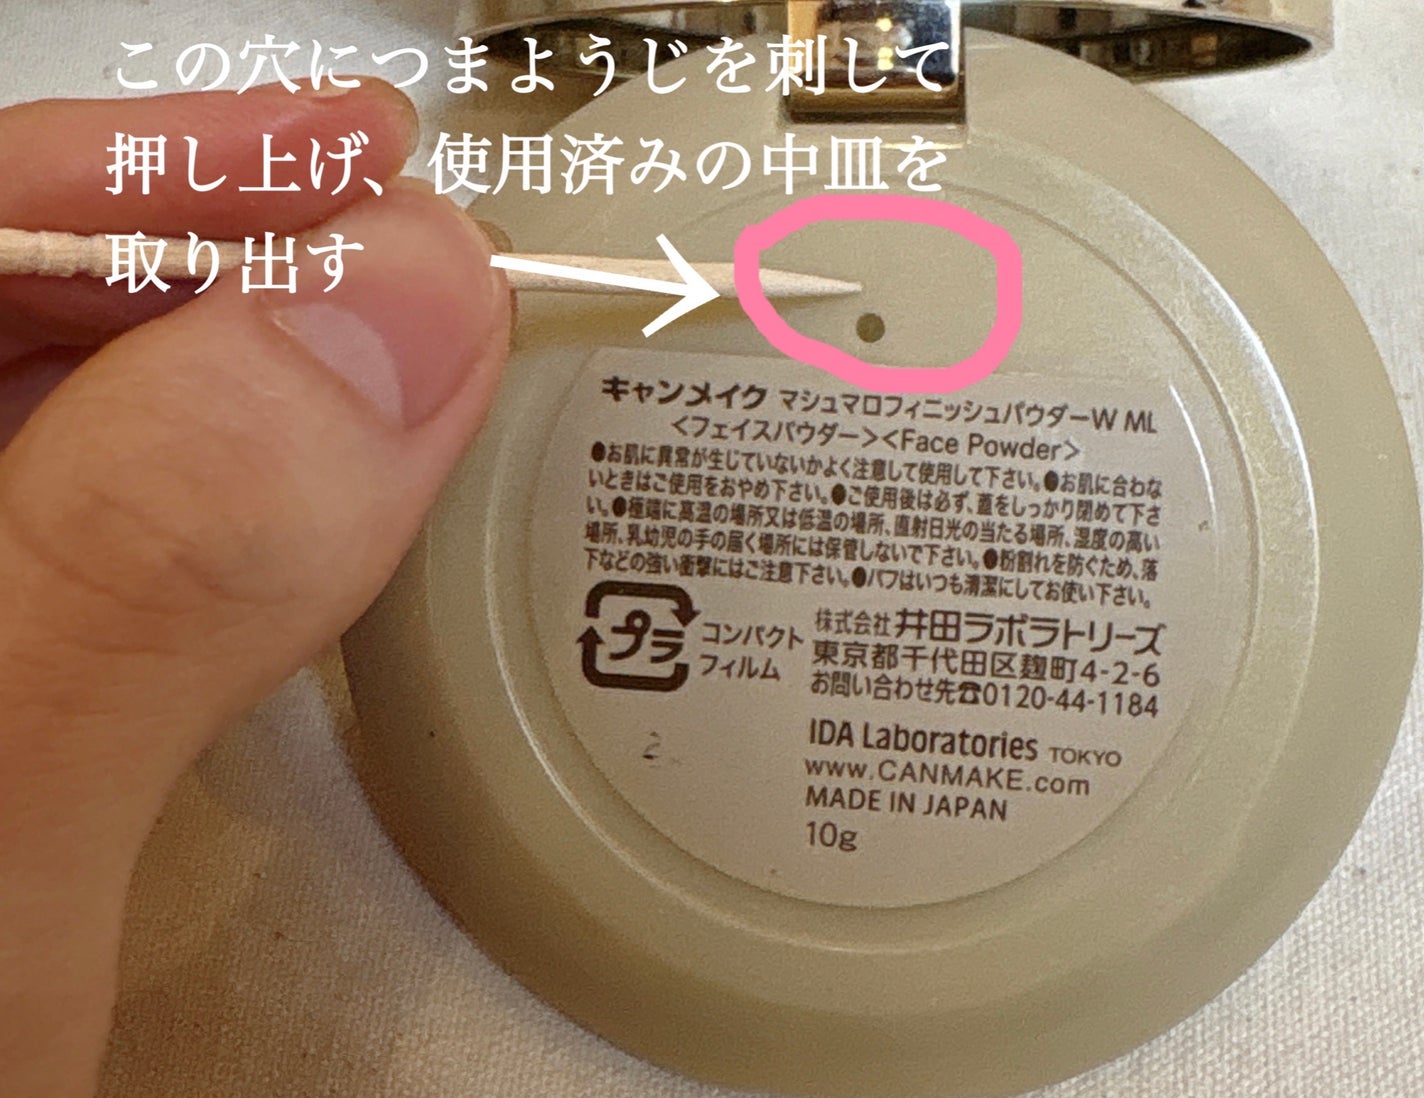 この穴につまようじを刺して
押し上げ、使用済みの中皿を
取り出す
キャンメイク マシュマロフィニッシュパウダーW ML
<フェイスパウダー><Face Powder>
●お肌に異常が生じていないかよく注意して使用して下さい。●お肌に合わな
いときはご使用をおやめ下さい。●ご使用後は必ず、蓋をしっかり閉めて下さ
い。●極端に高温の場所又は低温の場所、直射日光の当たる場所、湿度の高い
場所、乳幼児の手の届く場所には保管しないで下さい。●粉割れを防ぐため、落
下などの強い衝撃にはご注意下さい。●パフはいつも清潔にしてお使い下さい。
プラ
コンパクト
フィルム
株式会社 井田ラボラトリーズ
東京都千代田区麹町4-2-6
お問い合わせ先☎0120-44-1184
IDA Laboratories TOKYO
www.CANMAKE.com
MADE IN JAPAN
10g